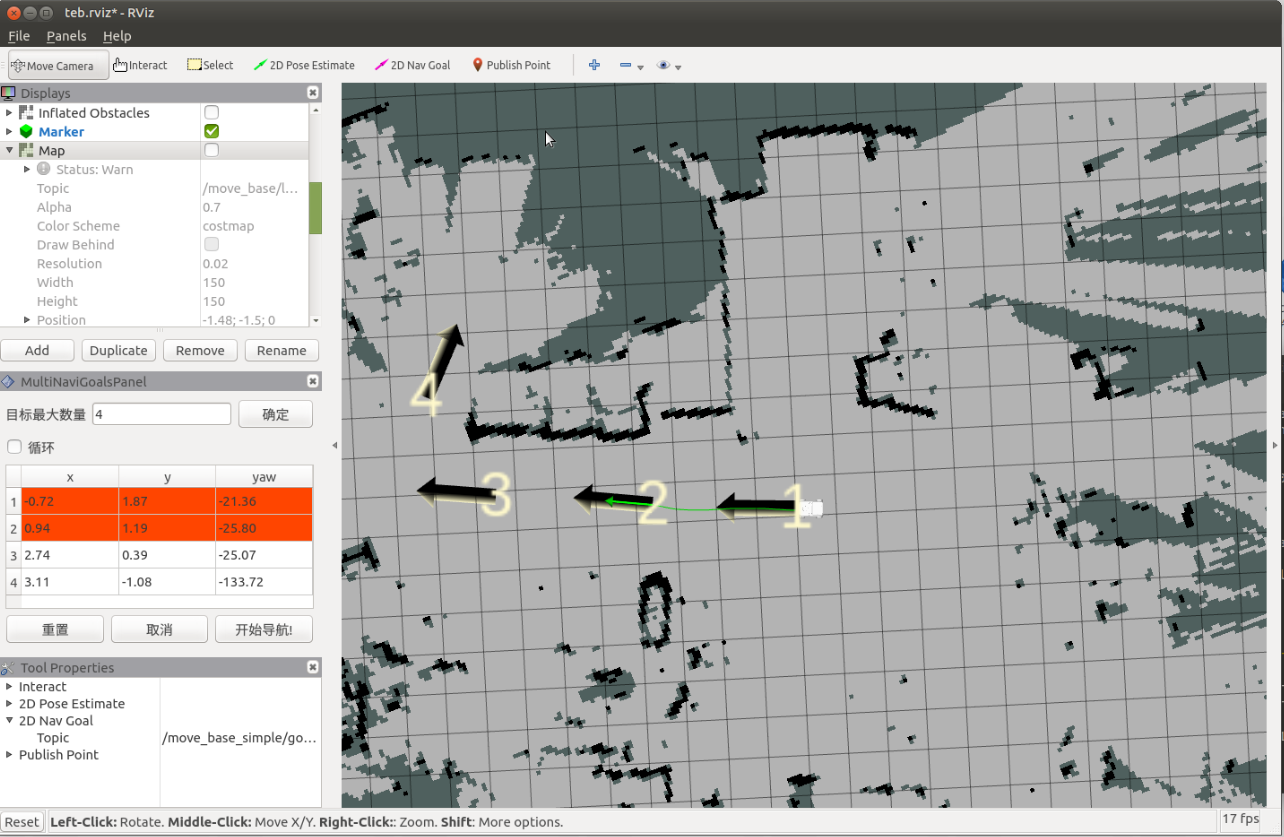 teb.rviz* - RViz
File Panels Help
Move Camera Interact Select 2D Pose Estimate 2D Nav Goal Publish Point
Displays
Inflated Obstacles
Marker
Map
Status: Warn
Topic /move_base/l...
Alpha 0.7
Color Scheme costmap
Draw Behind
Resolution 0.02
Width 150
Height 150
Position -1.48; -1.5; 0
Add Duplicate Remove Rename
MultiNaviGoalsPanel
目标最大数量 4 确定
循环
x y yaw
1 -0.72 1.87 -21.36
2 0.94 1.19 -25.80
3 2.74 0.39 -25.07
4 3.11 -1.08 -133.72
重置 取消 开始导航!
Tool Properties
Interact
2D Pose Estimate
2D Nav Goal
Topic /move_base_simple/go...
Publish Point
4
3 2 1
Reset Left-Click: Rotate. Middle-Click: Move X/Y. Right-Click:: Zoom. Shift: More options. 17 fps